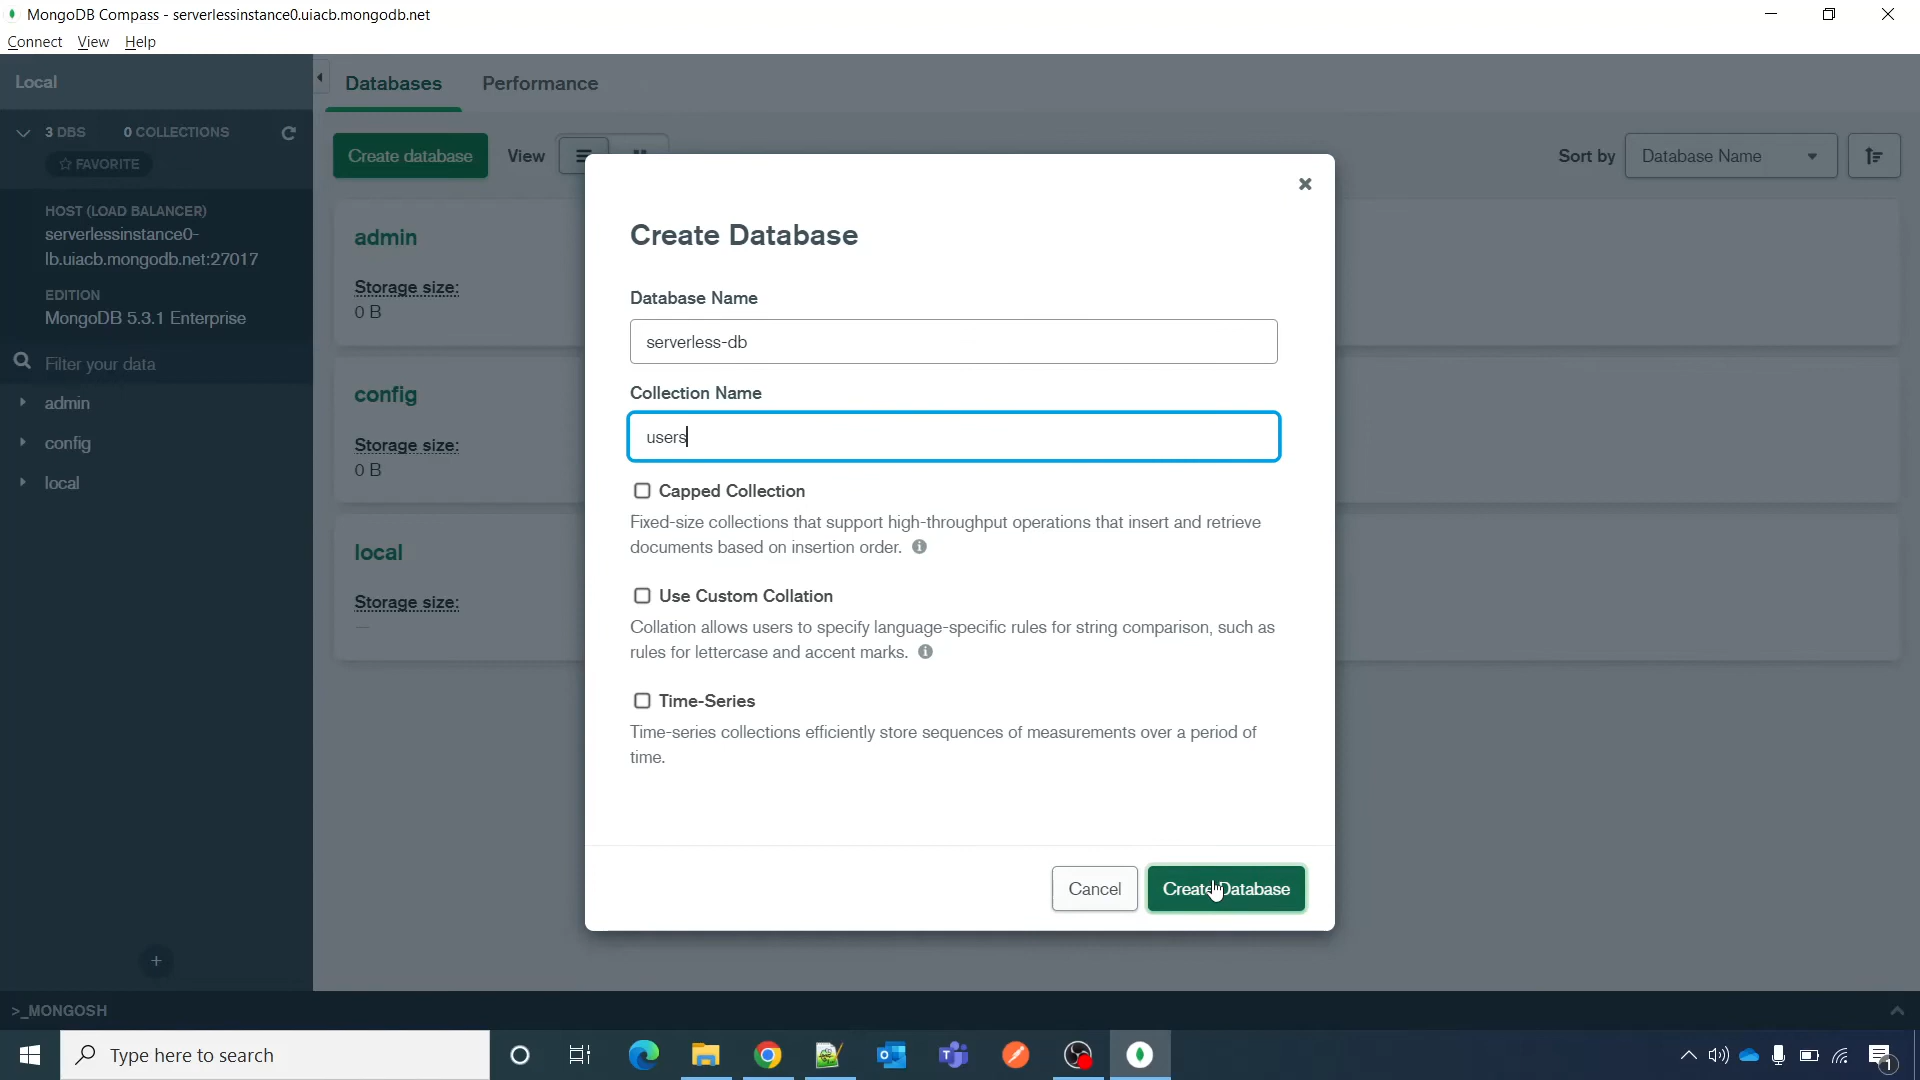 MongoDB Compass - serverlessinstance0.uiacb.mongodb.net
Connect View Help
Local
Databases Performance
3 DBS 0 COLLECTIONS
FAVORITE
Create database View
Sort by Database Name
HOST (LOAD BALANCER)
serverlessinstance0-
lb.uiacb.mongodb.net:27017
EDITION
MongoDB 5.3.1 Enterprise
Filter your data
admin
config
local
admin
Storage size:
0 B
config
Storage size:
0 B
local
Storage size:
—
Create Database
Database Name
serverless-db
Collection Name
users
Capped Collection
Fixed-size collections that support high-throughput operations that insert and retrieve
documents based on insertion order.
Use Custom Collation
Collation allows users to specify language-specific rules for string comparison, such as
rules for lettercase and accent marks.
Time-Series
Time-series collections efficiently store sequences of measurements over a period of
time.
Cancel Create Database
>_MONGOSH
Type here to search
1